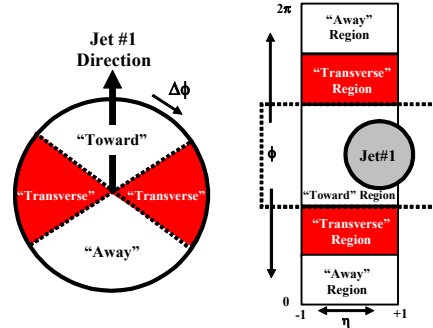 Jet #1
Direction
Δϕ
“Toward”
“Transverse”
“Transverse”
“Away”
2π
“Away”
Region
“Transverse”
Region
ϕ
Jet#1
“Toward” Region
“Transverse”
Region
“Away”
Region
0
-1
+1
η